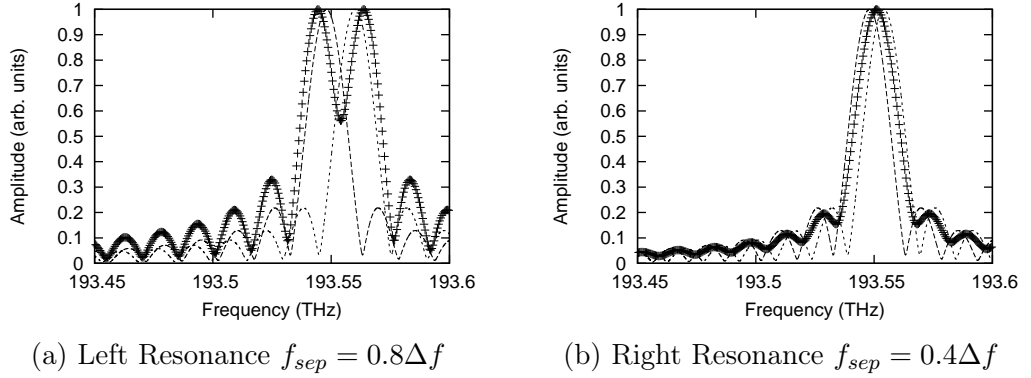 1
0.9
0.8
0.7
0.6
0.5
0.4
0.3
0.2
0.1
0
Amplitude (arb. units)
193.45 193.5 193.55 193.6
Frequency (THz)
(a) Left Resonance f_sep = 0.8Δf
1
0.9
0.8
0.7
0.6
0.5
0.4
0.3
0.2
0.1
0
Amplitude (arb. units)
193.45 193.5 193.55 193.6
Frequency (THz)
(b) Right Resonance f_sep = 0.4Δf